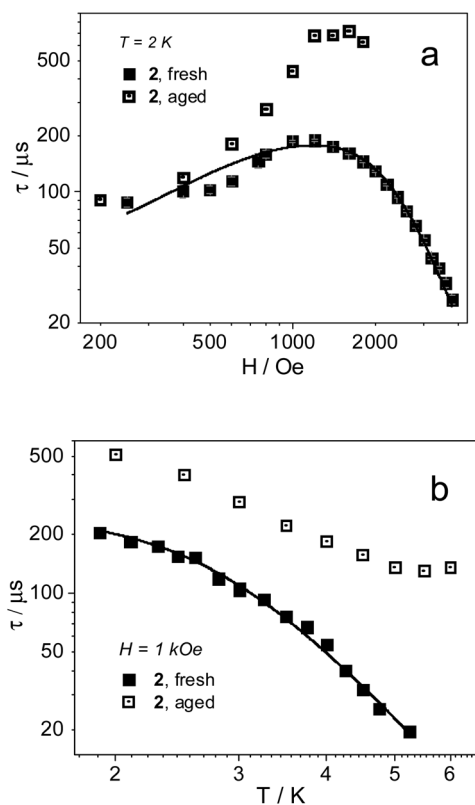 a
T = 2 K
2, fresh
2, aged
500
200
100
50
20
τ / μs
200
500
1000
2000
H / Oe
b
500
200
100
50
20
τ / μs
H = 1 kOe
2, fresh
2, aged
2
3
4
5
6
T / K